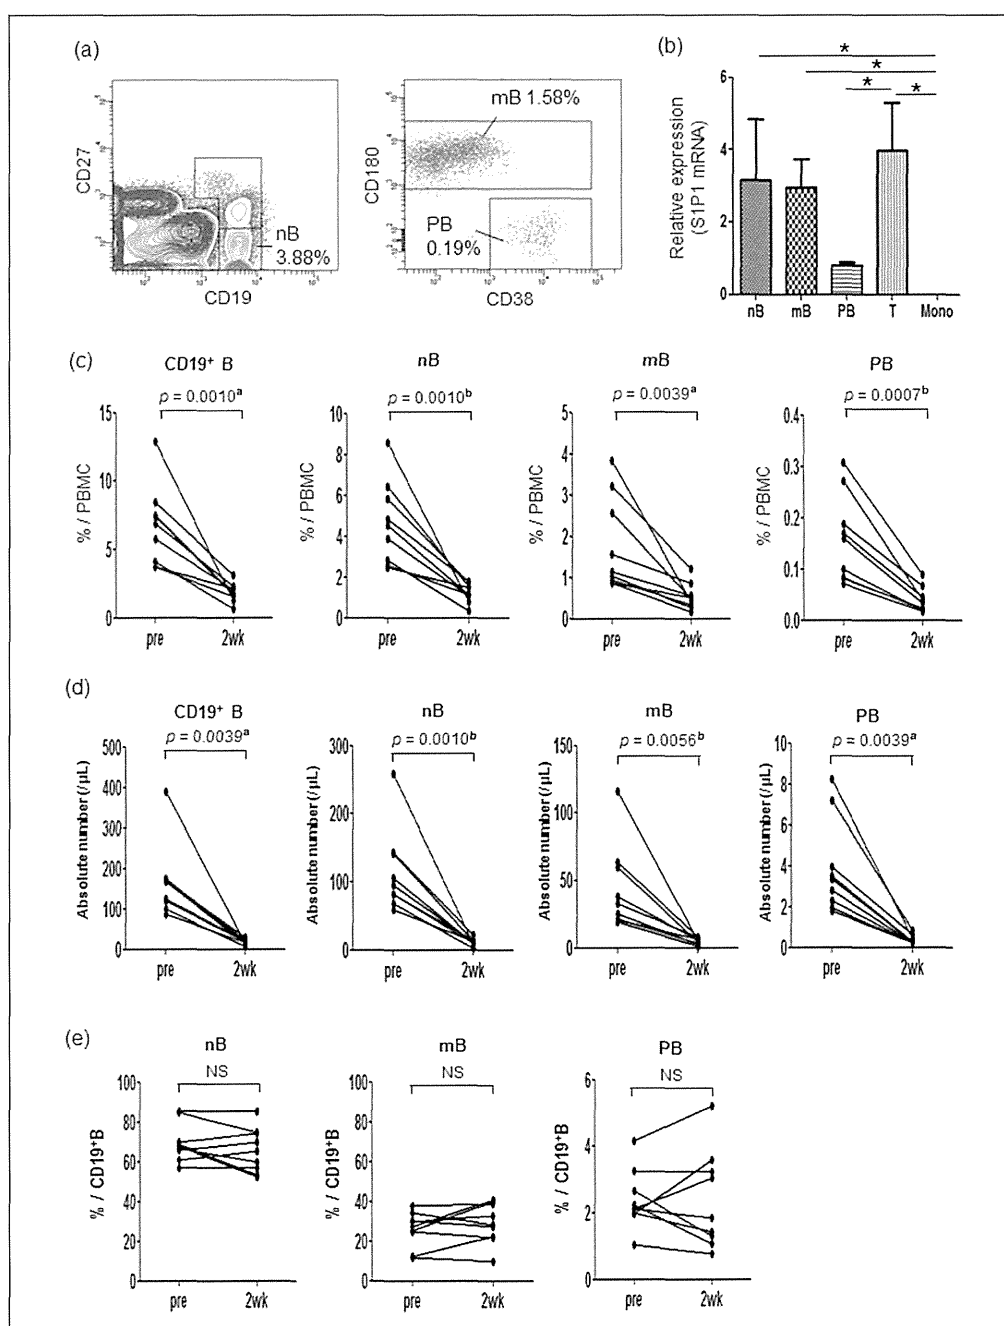 (a)
CD27
nB
3.88%
CD19
CD180
mB 1.58%
PB
0.19%
CD38
(b)
Relative expression
(S1P1 mRNA)
6
4
2
0
*
*
*
*
nB mB PB T Mono
(c)
CD19+ B
p = 0.0010a
% / PBMC
15
10
5
0
pre 2wk
nB
p = 0.0010b
% / PBMC
10
8
6
4
2
0
pre 2wk
mB
p = 0.0039a
% / PBMC
5
4
3
2
1
0
pre 2wk
PB
p = 0.0007b
% / PBMC
0.4
0.3
0.2
0.1
0.0
pre 2wk
(d)
CD19+ B
p = 0.0039a
Absolute number (/μL)
500
400
300
200
100
0
pre 2wk
nB
p = 0.0010b
Absolute number (/μL)
300
200
100
0
pre 2wk
mB
p = 0.0056b
Absolute number (/μL)
150
100
50
0
pre 2wk
PB
p = 0.0039a
Absolute number (/μL)
10
8
6
4
2
0
pre 2wk
(e)
nB
NS
% / CD19+B
100
80
60
40
20
0
pre 2wk
mB
NS
% / CD19+B
100
80
60
40
20
0
pre 2wk
PB
NS
% / CD19+B
6
4
2
0
pre 2wk